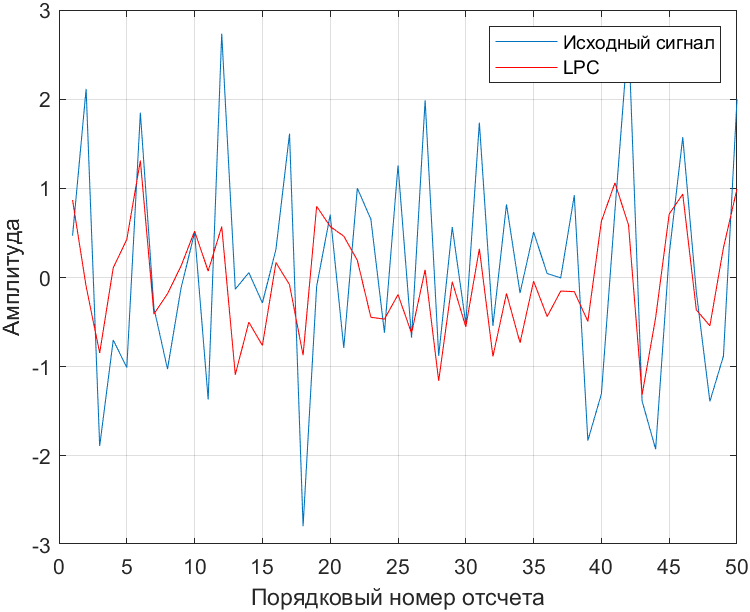 3
2
1
0
-1
-2
-3
Амплитуда
Исходный сигнал
LPC
0 5 10 15 20 25 30 35 40 45 50
Порядковый номер отсчета